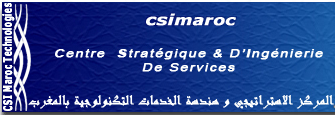 CSI Maroc Technologies
csimaroc
Centre Stratégique & D'Ingénierie
De Services
المركز الاستراتيجي و هندسة الخدمات التكنولوجية بالمغرب